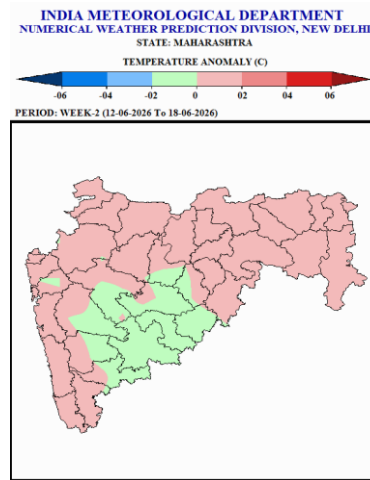 INDIA METEOROLOGICAL DEPARTMENT
NUMERICAL WEATHER PREDICTION DIVISION, NEW DELHI
STATE: MAHARASHTRA
TEMPERATURE ANOMALY (C)
-06 -04 -02 0 02 04 06
PERIOD: WEEK-2 (12-06-2026 To 18-06-2026)